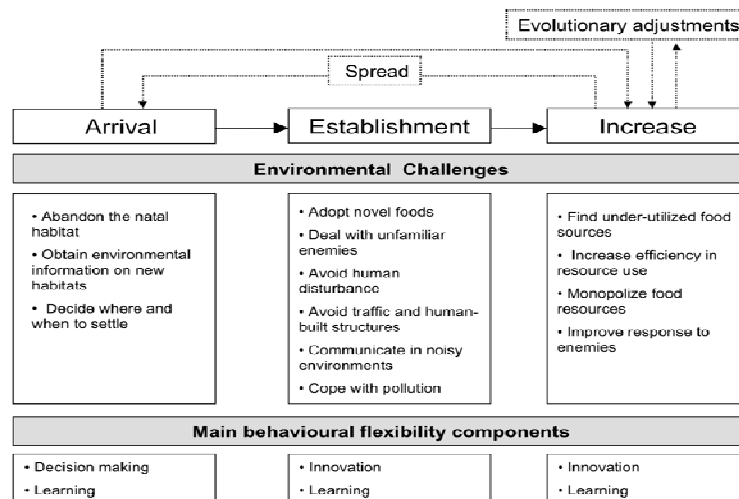 Evolutionary adjustments
Spread
Arrival
Establishment
Increase
Environmental Challenges
• Abandon the natal
habitat
• Obtain environmental
information on new
habitats
• Decide where and
when to settle
• Adopt novel foods
• Deal with unfamiliar
enemies
• Avoid human
disturbance
• Avoid traffic and human-
built structures
• Communicate in noisy
environments
• Cope with pollution
• Find under-utilized food
sources
• Increase efficiency in
resource use
• Monopolize food
resources
• Improve response to
enemies
Main behavioural flexibility components
• Decision making
• Learning
• Innovation
• Learning
• Innovation
• Learning